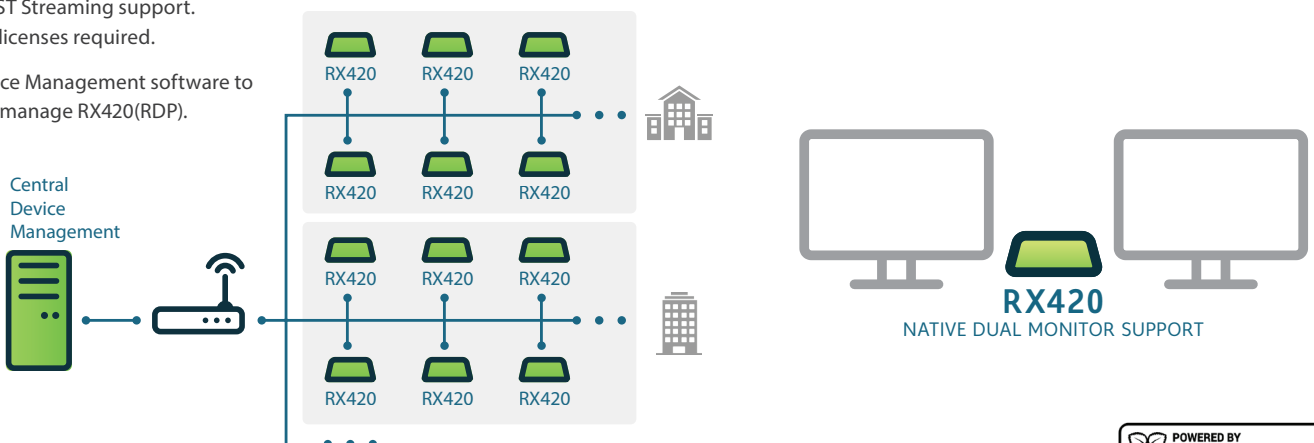 ST Streaming support.
licenses required.
ce Management software to
manage RX420(RDP).
Central
Device
Management
RX420 RX420 RX420
RX420 RX420 RX420
RX420 RX420 RX420
RX420 RX420 RX420
RX420
NATIVE DUAL MONITOR SUPPORT
POWERED BY